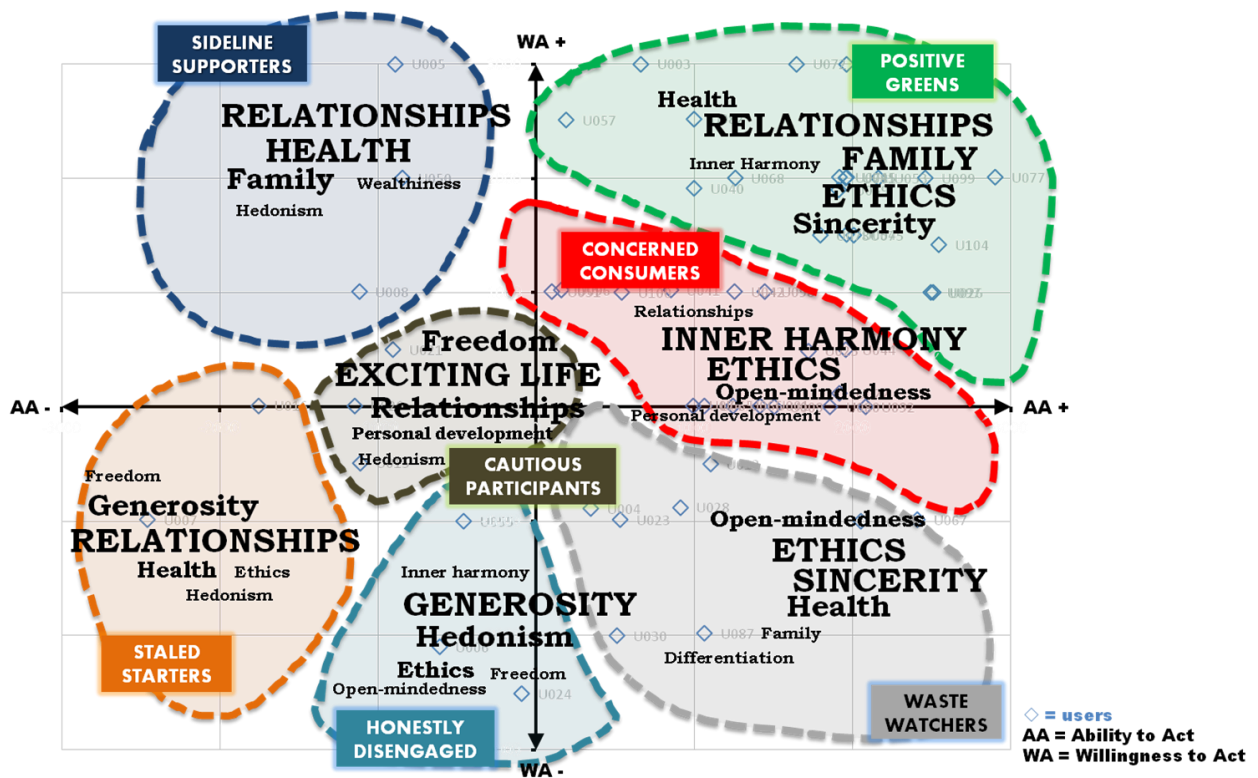 SIDELINE
SUPPORTERS
U005
RELATIONSHIPS
HEALTH
Family
Wealthiness
Hedonism
U008
WA +
POSITIVE
GREENS
U003
Health
U057
RELATIONSHIPS
Inner Harmony
FAMILY
U068
U099
U077
U040
ETHICS
Sincerity
U104
CONCERNED
CONSUMERS
Relationships
INNER HARMONY
ETHICS
Open-mindedness
Personal development
U021
Freedom
EXCITING LIFE
Relationships
Personal development
Hedonism
CAUTIOUS
PARTICIPANTS
AA -
AA +
Freedom
Generosity
U007
RELATIONSHIPS
Health
Ethics
Hedonism
STALED
STARTERS
Inner harmony
GENEROSITY
Hedonism
Ethics
Freedom
Open-mindedness
U024
HONESTLY
DISENGAGED
WA -
U004
U028
U023
U067
Open-mindedness
ETHICS
SINCERITY
Health
U030
U087
Family
Differentiation
WASTE
WATCHERS
= users
AA = Ability to Act
WA = Willingness to Act